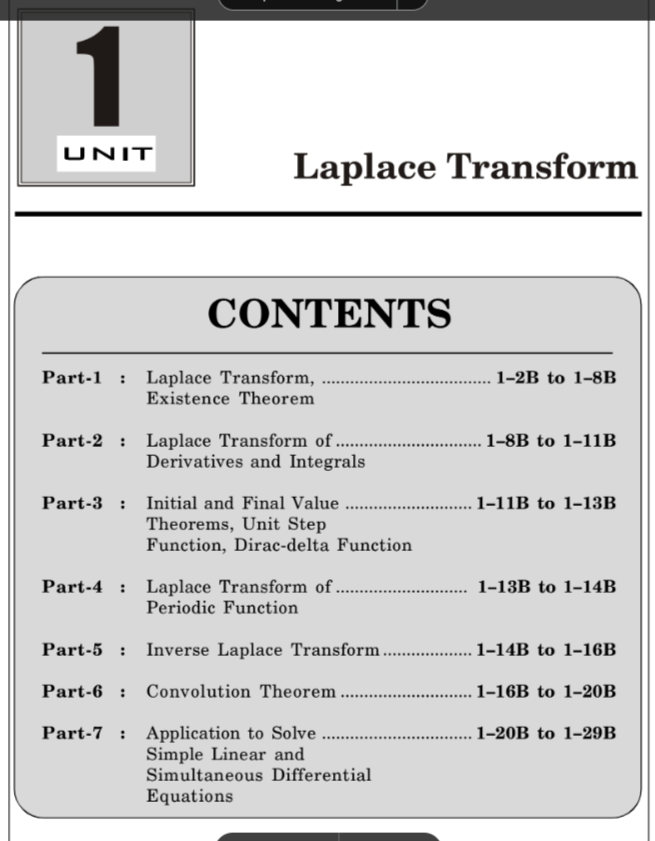 1
UNIT
Laplace Transform
CONTENTS
Part-1 : Laplace Transform, .................................... 1–2B to 1–8B
Existence Theorem
Part-2 : Laplace Transform of ............................... 1–8B to 1–11B
Derivatives and Integrals
Part-3 : Initial and Final Value ........................... 1–11B to 1–13B
Theorems, Unit Step
Function, Dirac-delta Function
Part-4 : Laplace Transform of ............................ 1–13B to 1–14B
Periodic Function
Part-5 : Inverse Laplace Transform ................... 1–14B to 1–16B
Part-6 : Convolution Theorem ............................ 1–16B to 1–20B
Part-7 : Application to Solve ................................ 1–20B to 1–29B
Simple Linear and
Simultaneous Differential
Equations